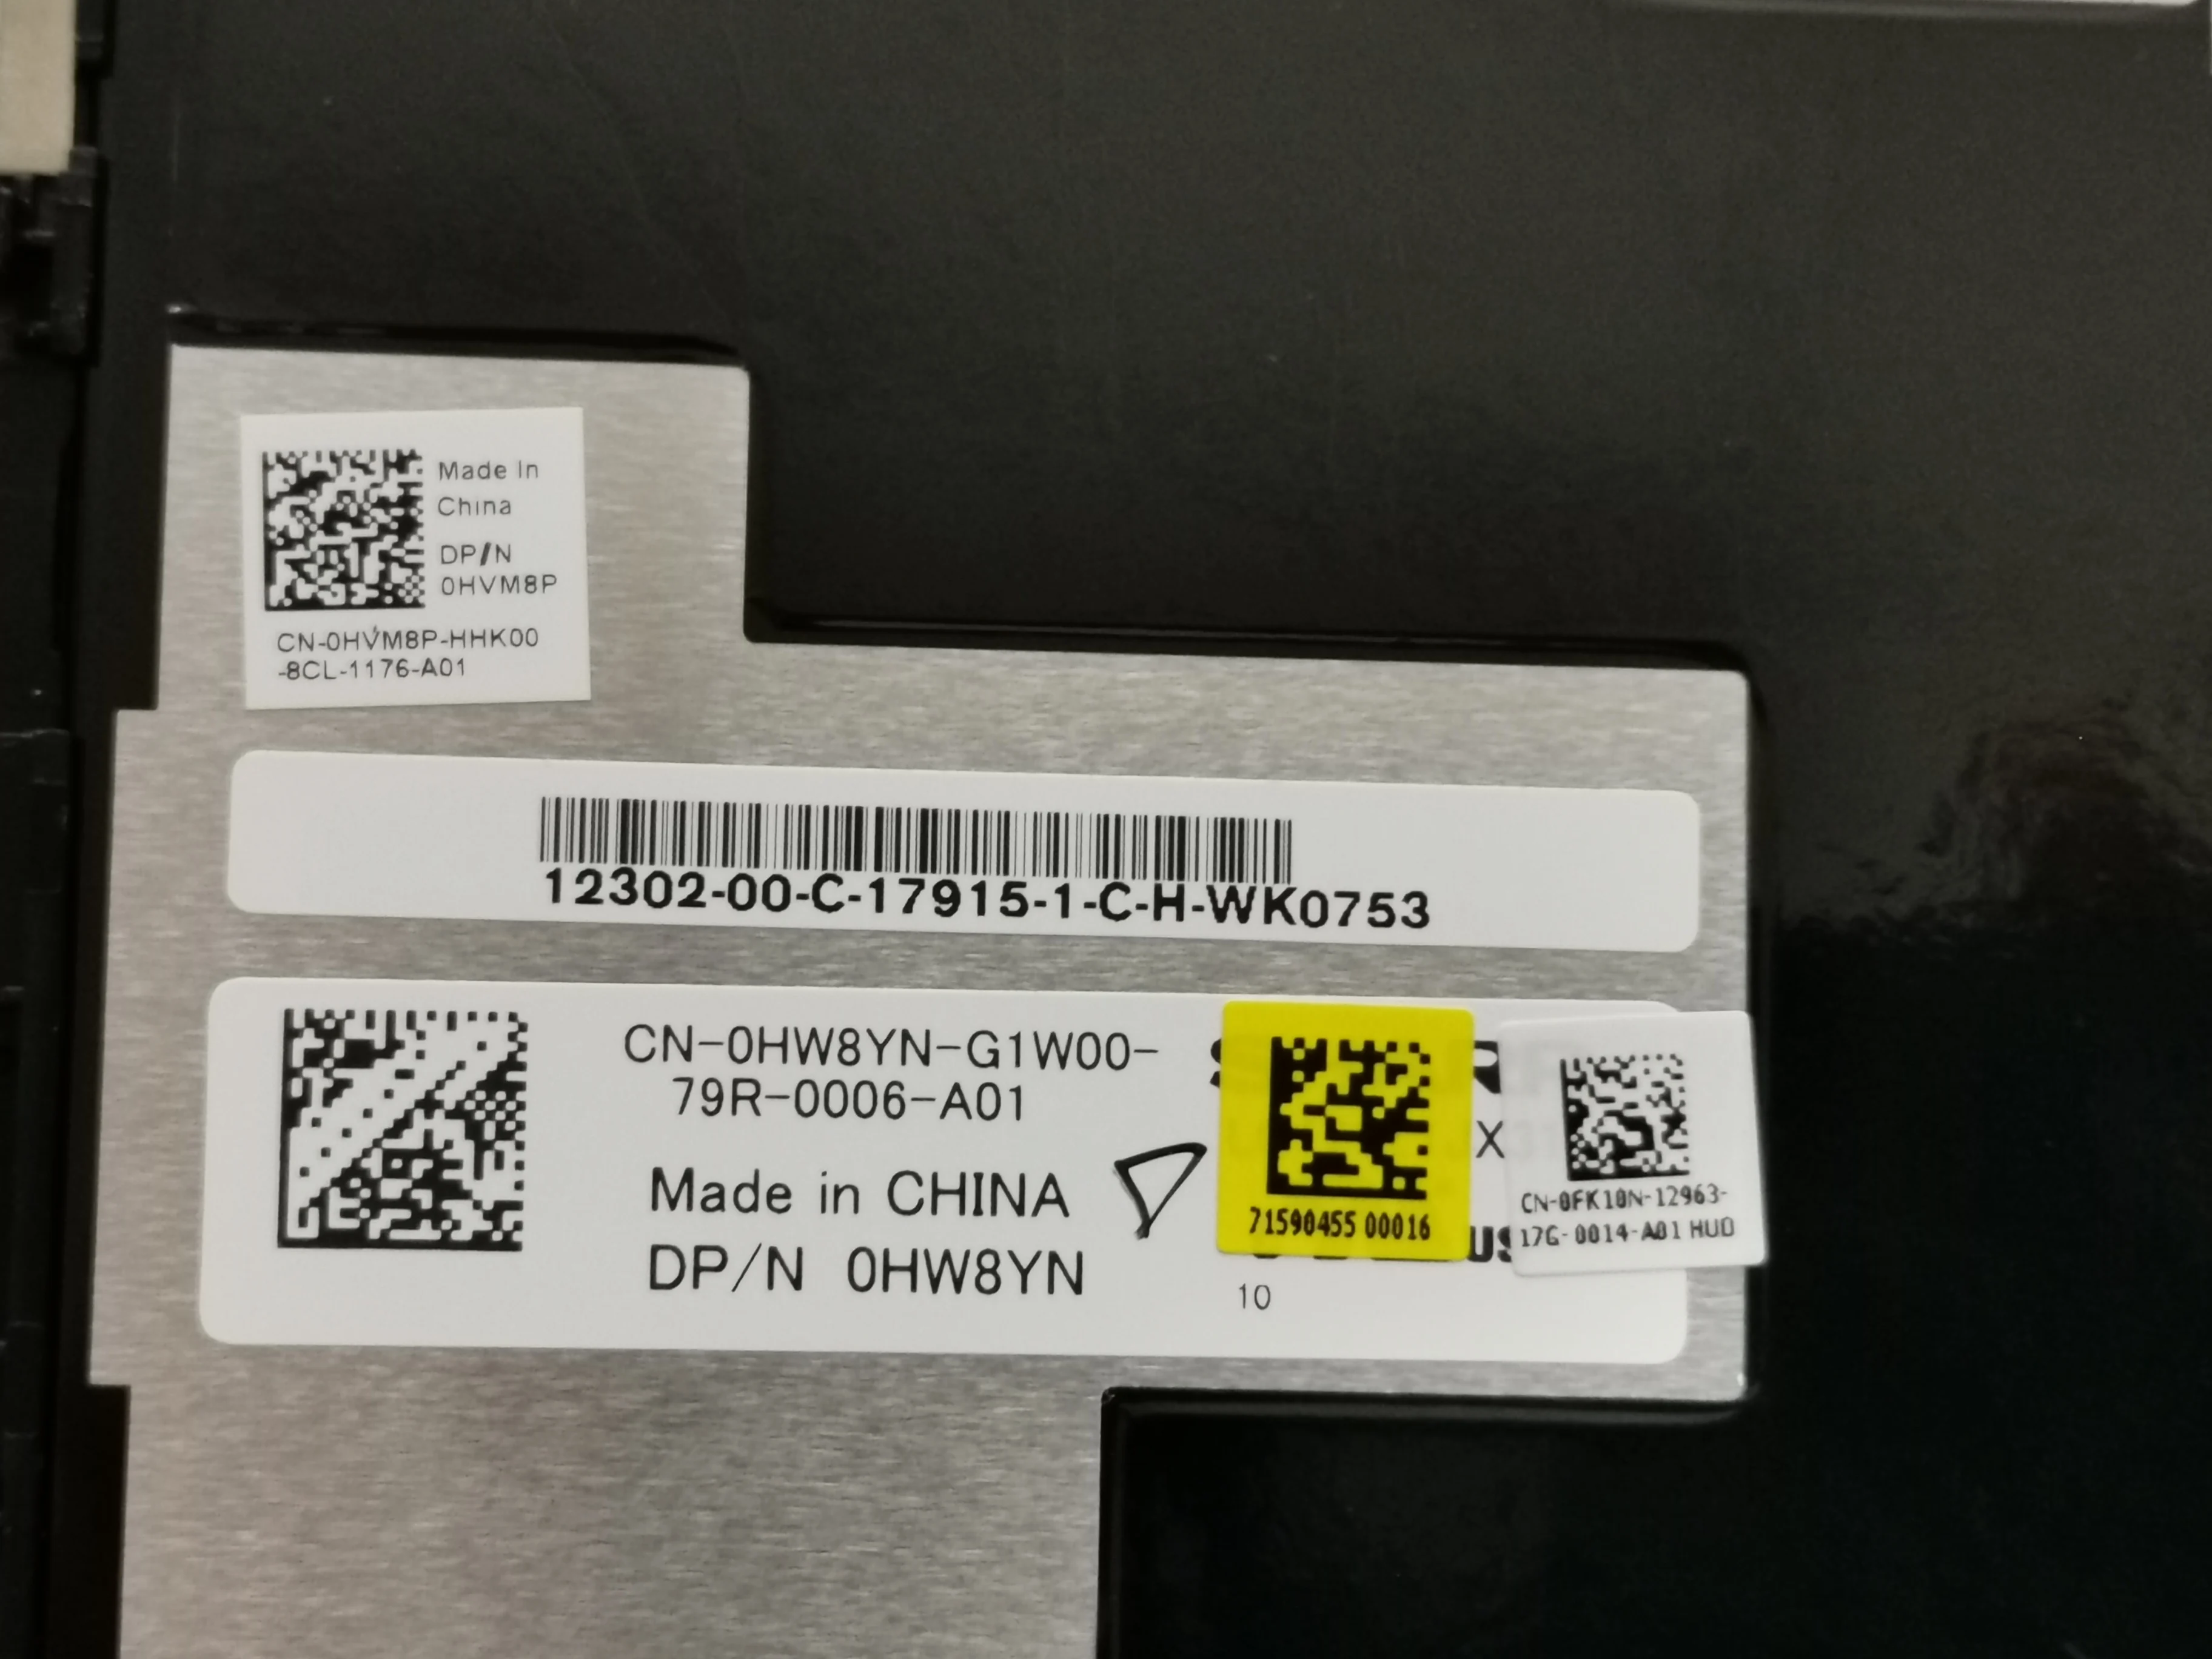 Made In
China
DP/N
0HVM8P
CN-0HVM8P-HHK00
-8CL-1176-A01
12302-00-C-17915-1-C-H-WK0753
CN-0HW8YN-G1W00-
79R-0006-A01
Made in CHINA
DP/N 0HW8YN
71590455 00016
10
CN-0FK10N-12963-
17G-0014-A01 HUD